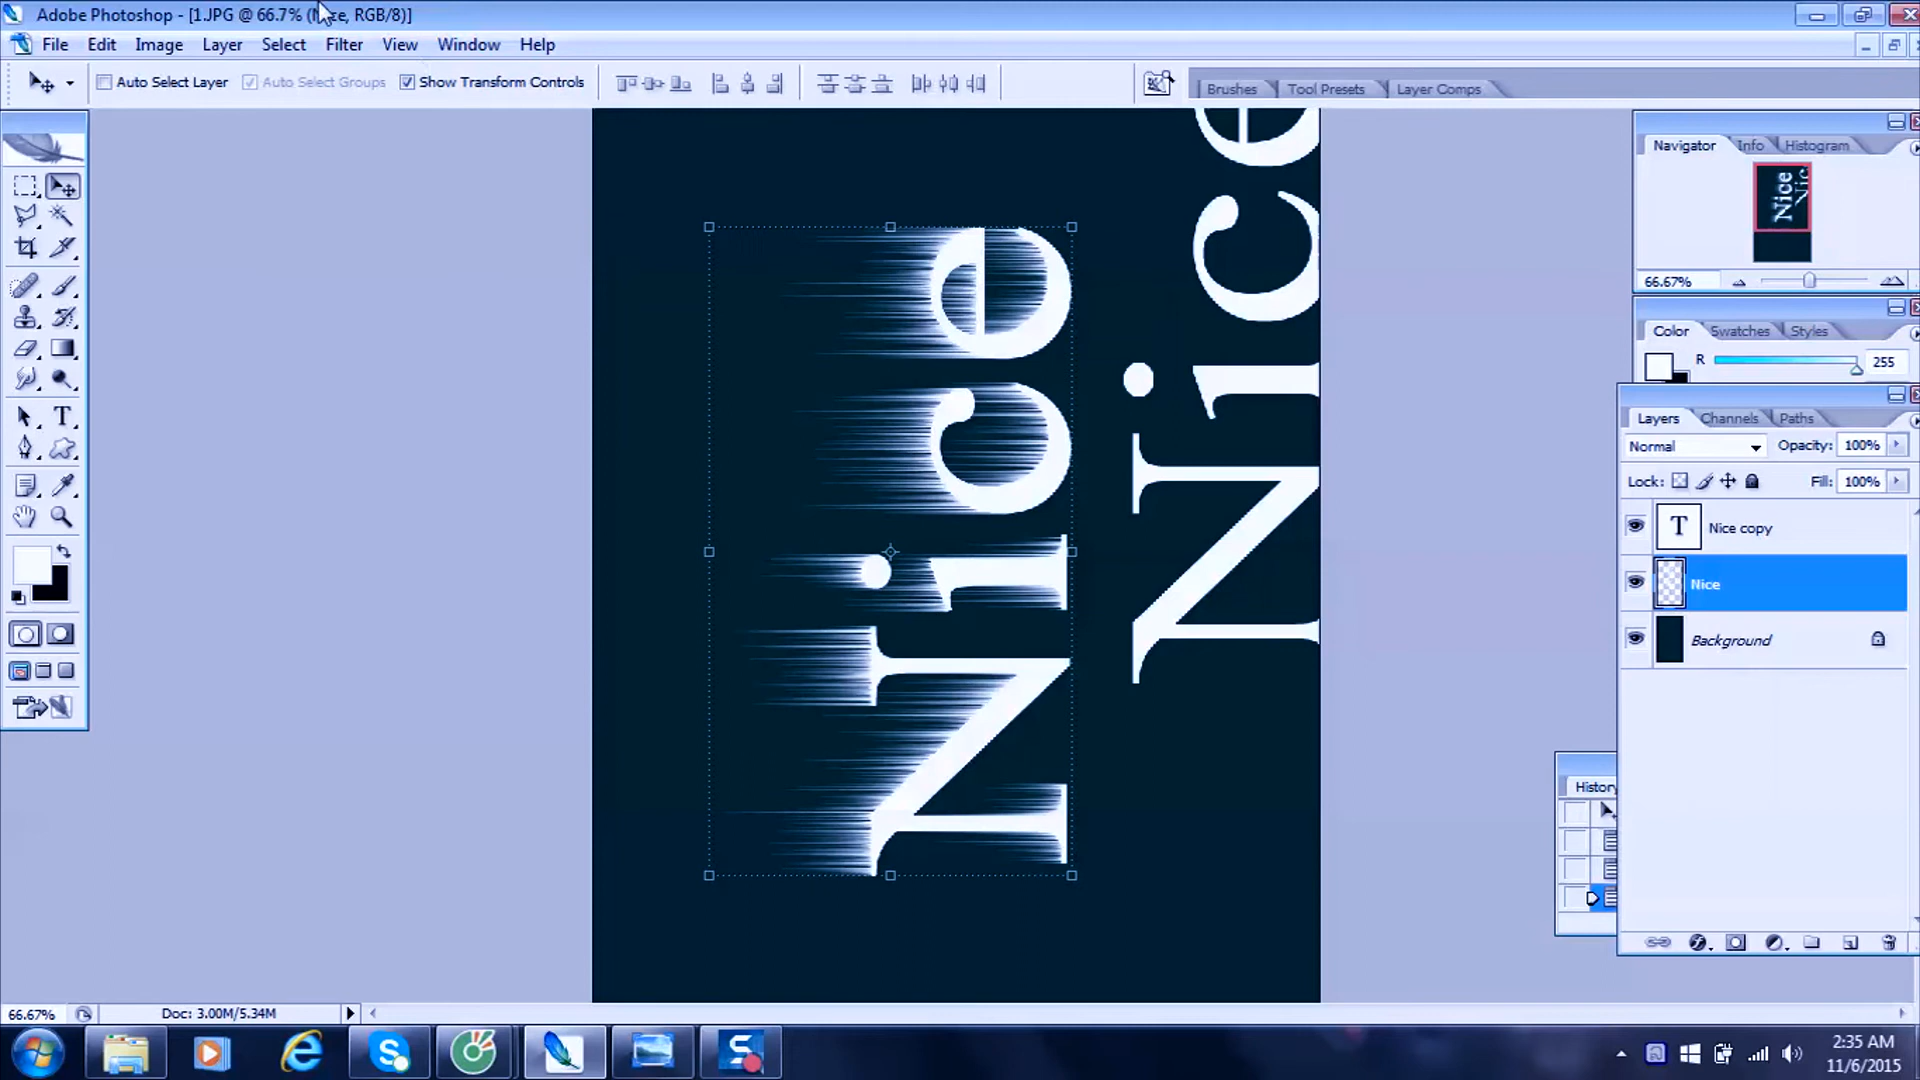 Adobe Photoshop - [1.JPG @ 66.7% (Nice, RGB/8)]
File Edit Image Layer Select Filter View Window Help
Auto Select Layer Auto Select Groups Show Transform Controls
Brushes Tool Presets Layer Comps
Navigator Info Histogram
66.67%
Color Swatches Styles
R 255
Layers Channels Paths
Normal Opacity: 100%
Lock: Fill: 100%
T Nice copy
Nice
Background
History
Nice
Nice
66.67% Doc: 3.00M/5.34M
2:35 AM
11/6/2015